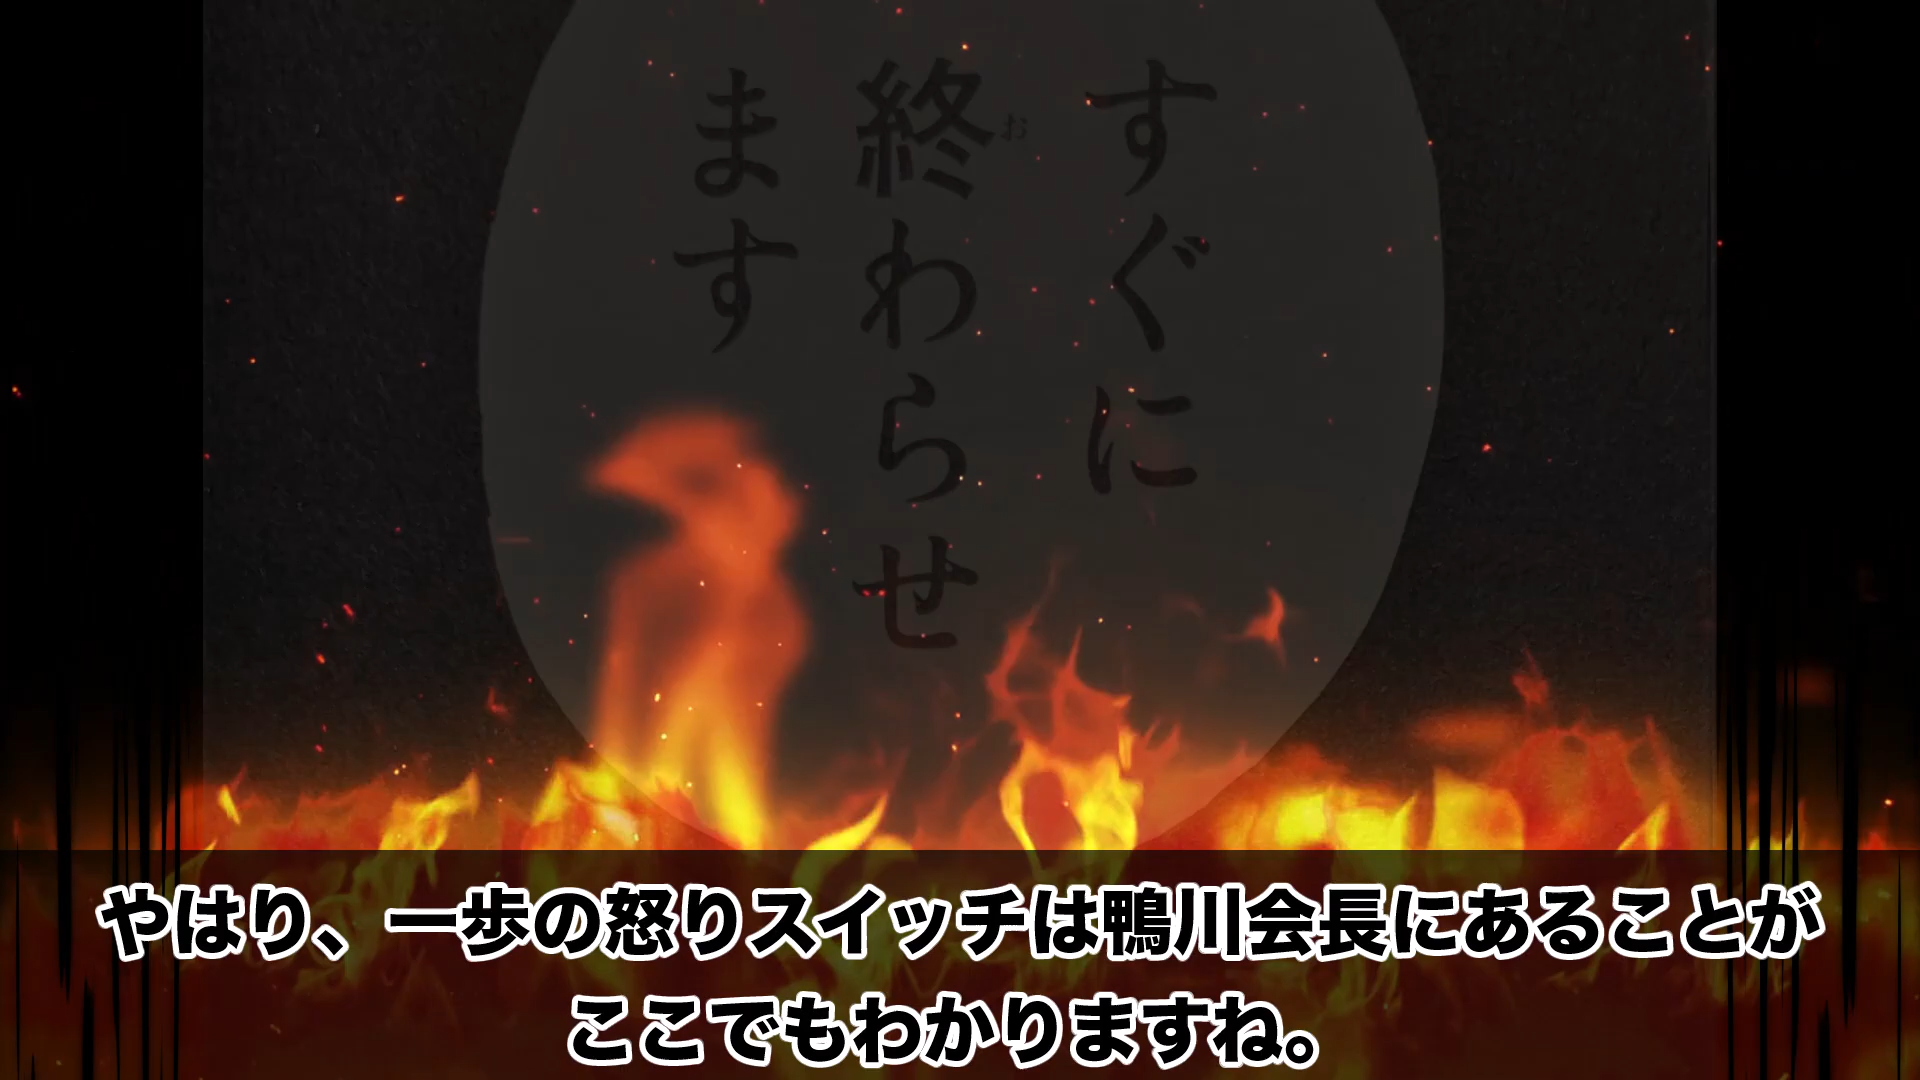 すぐに
終わらせ
お
ます
やはり、一歩の怒りスイッチは鴨川会長にあることが
ここでもわかりますね。